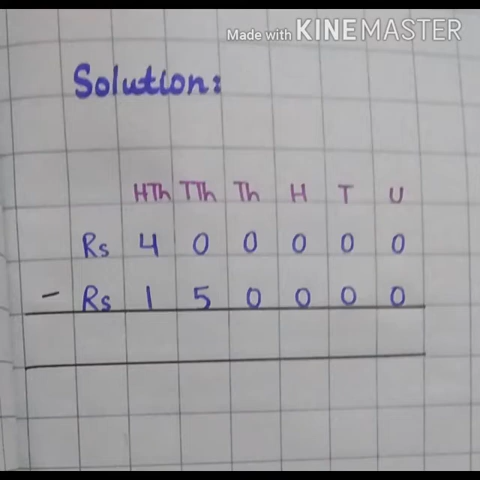 Made with KINEMASTER
Solution:
HTh TTh Th H T U
Rs 4 0 0 0 0 0
- Rs 1 5 0 0 0 0